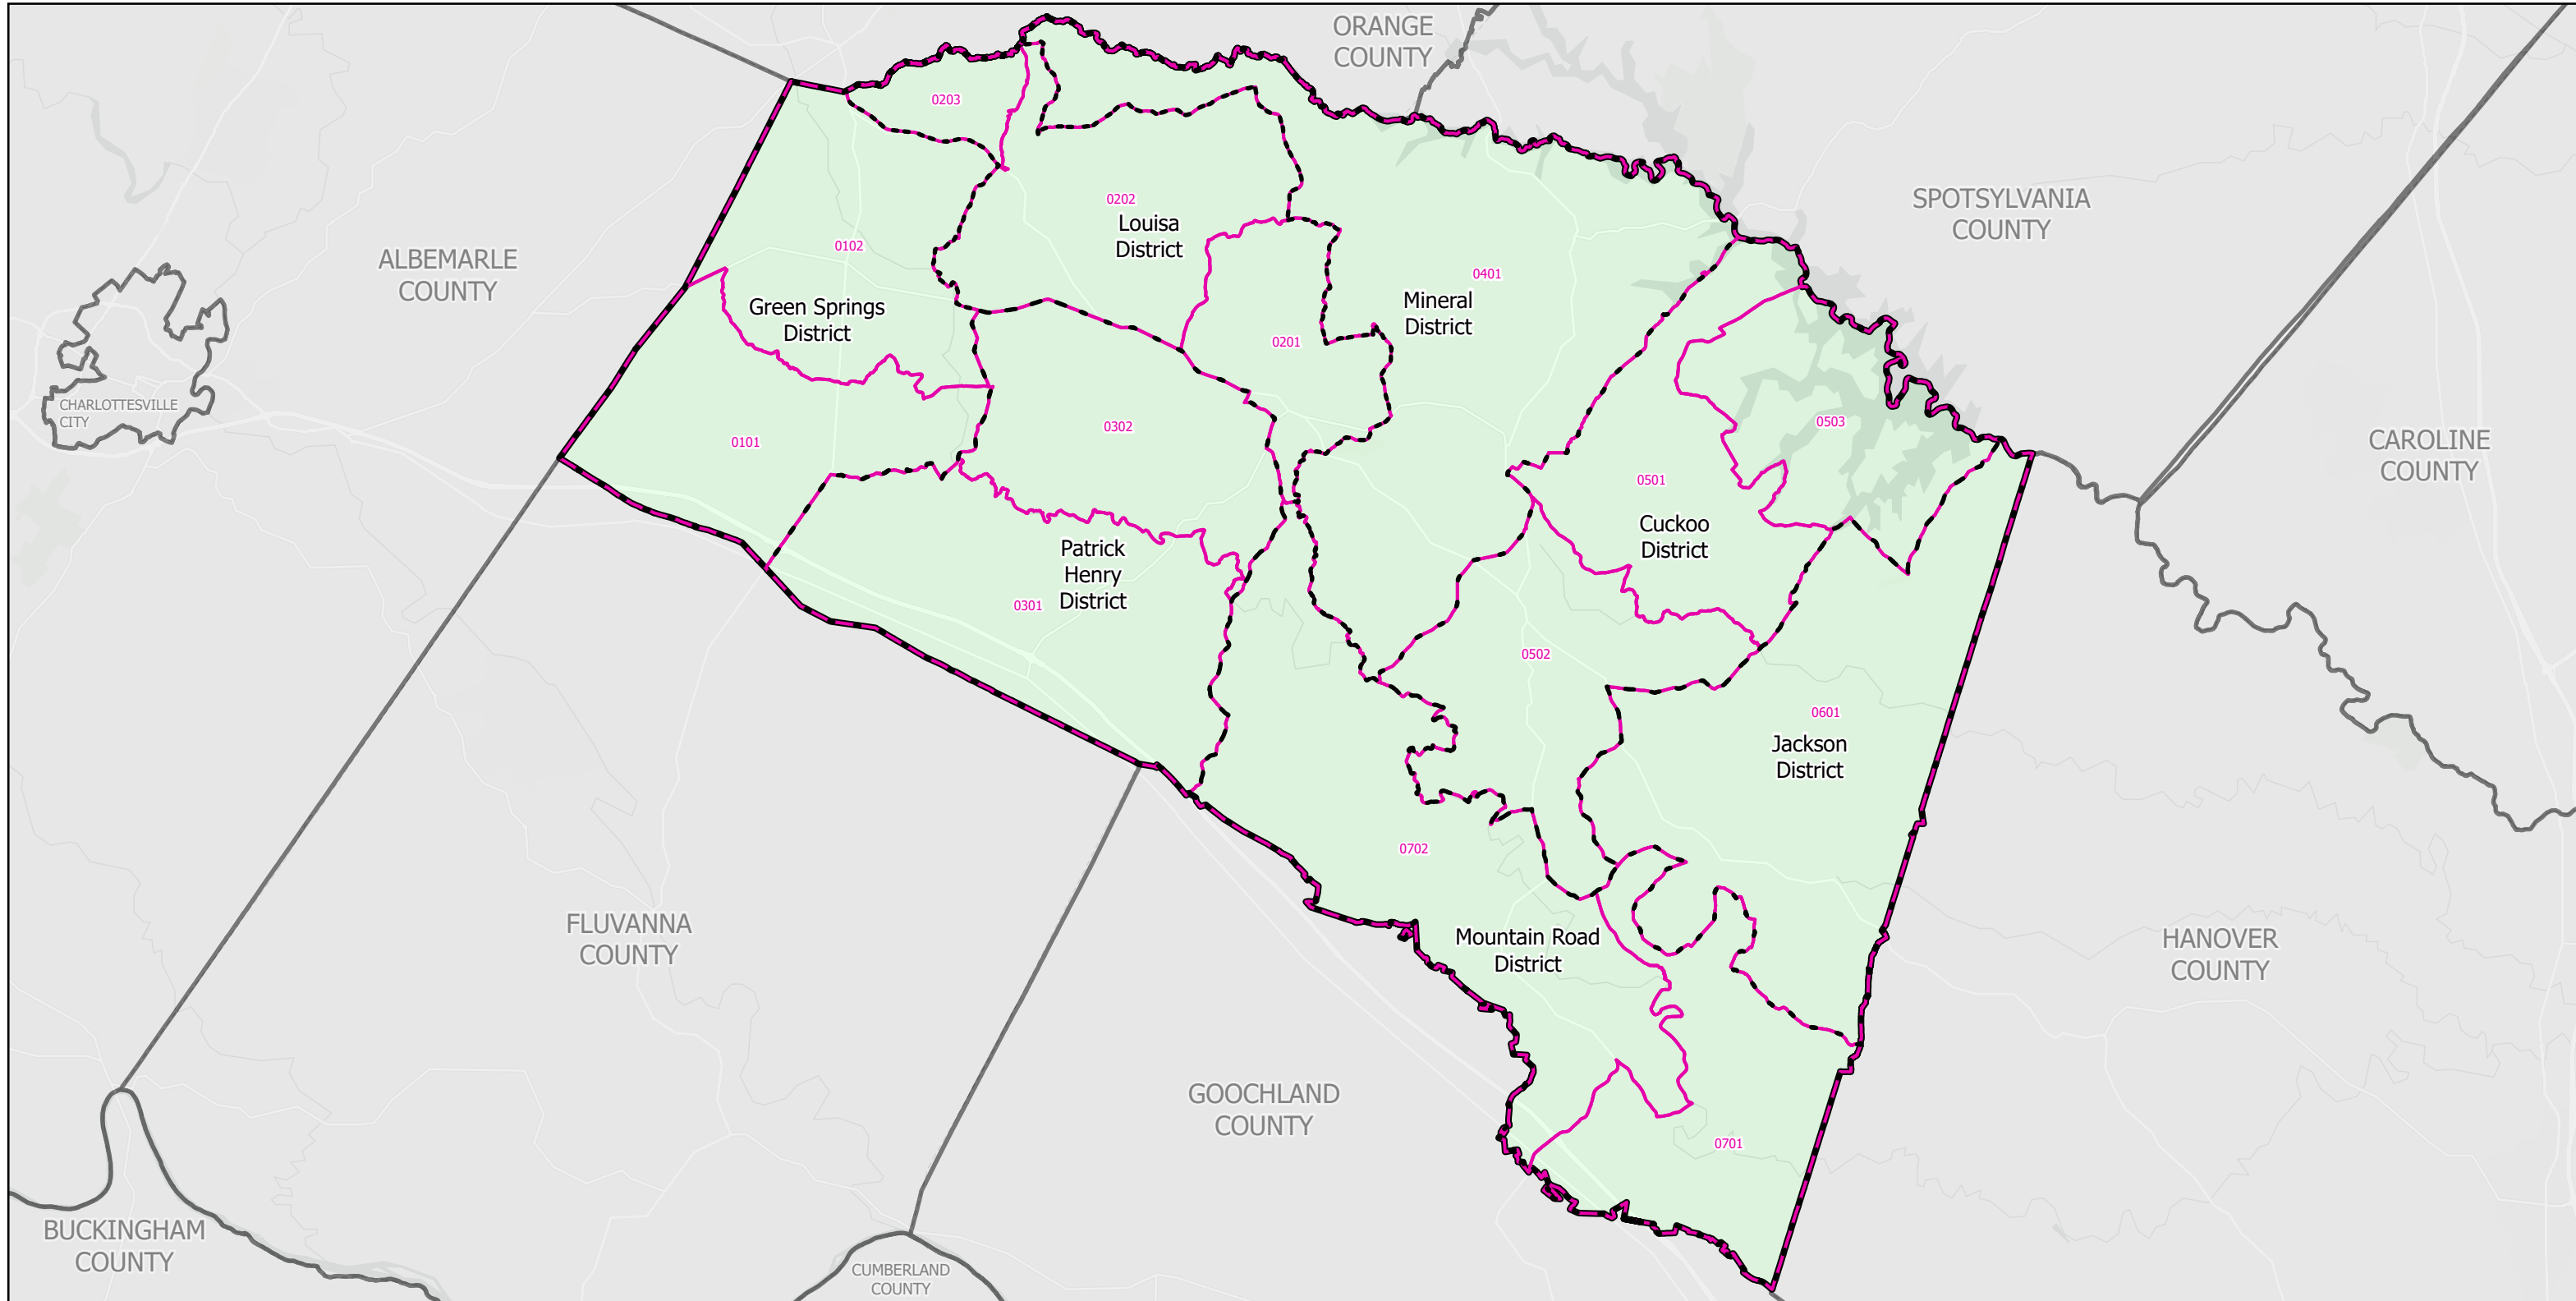 ORANGE
COUNTY
0203
SPOTSYLVANIA
COUNTY
0202
Louisa
District
ALBEMARLE
COUNTY
0102
0401
Green Springs
District
Mineral
District
0201
CHARLOTTESVILLE
CITY
0101
0302
0503
CAROLINE
COUNTY
0501
Cuckoo
District
Patrick
Henry
District
0301
0502
0601
Jackson
District
0702
FLUVANNA
COUNTY
Mountain Road
District
HANOVER
COUNTY
GOOCHLAND
COUNTY
0701
BUCKINGHAM
COUNTY
CUMBERLAND
COUNTY